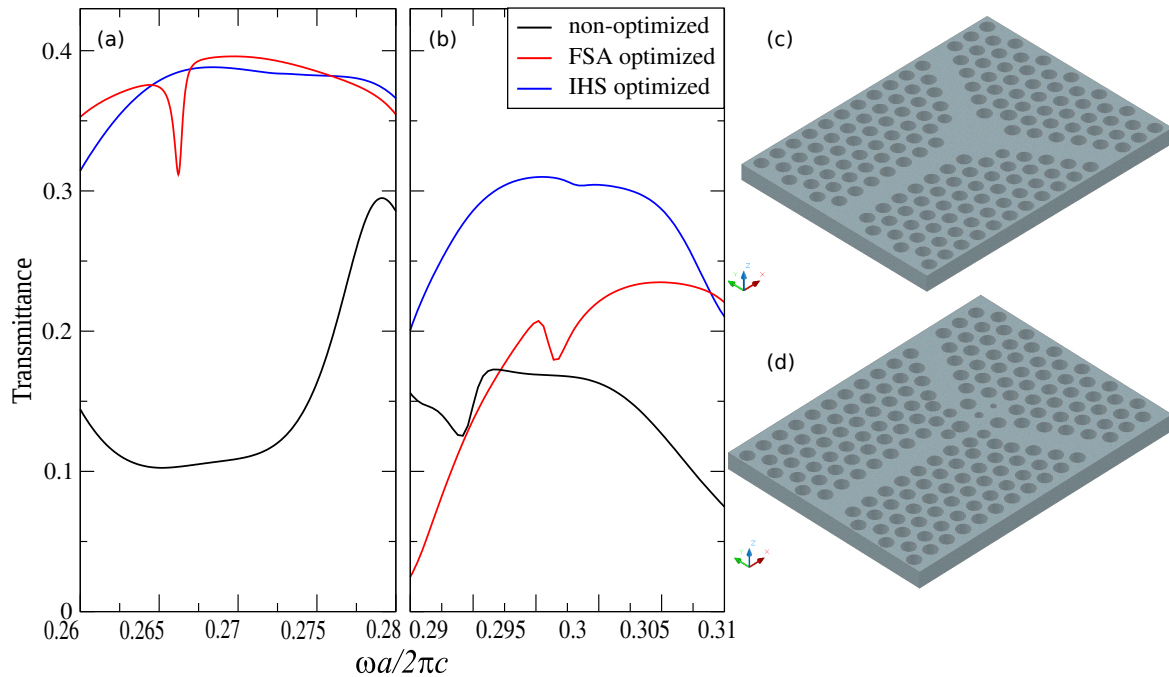 (a)
(b)
non-optimized
FSA optimized
IHS optimized
(c)
(d)
Transmittance
0.4
0.3
0.2
0.1
0
0.26
0.265
0.27
0.275
0.28
0.29
0.295
0.3
0.305
0.31
ωa/2πc
Z
Y
X
Z
Y
X